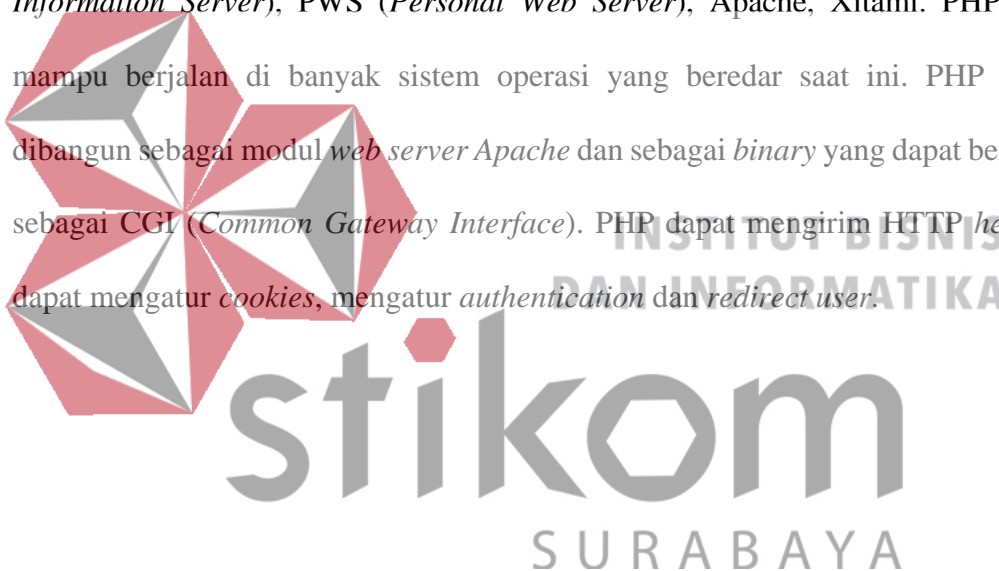 Information Server), PWS (Personal Web Server), Apache, Xitami. PHP
mampu berjalan di banyak sistem operasi yang beredar saat ini. PHP
dibangun sebagai modul web server Apache dan sebagai binary yang dapat be
sebagai CGI (Common Gateway Interface). PHP dapat mengirim HTTP he
dapat mengatur cookies, mengatur authentication dan redirect user.
INSTITUT BISNIS
DAN INFORMATIKA
stikom
SURABAYA